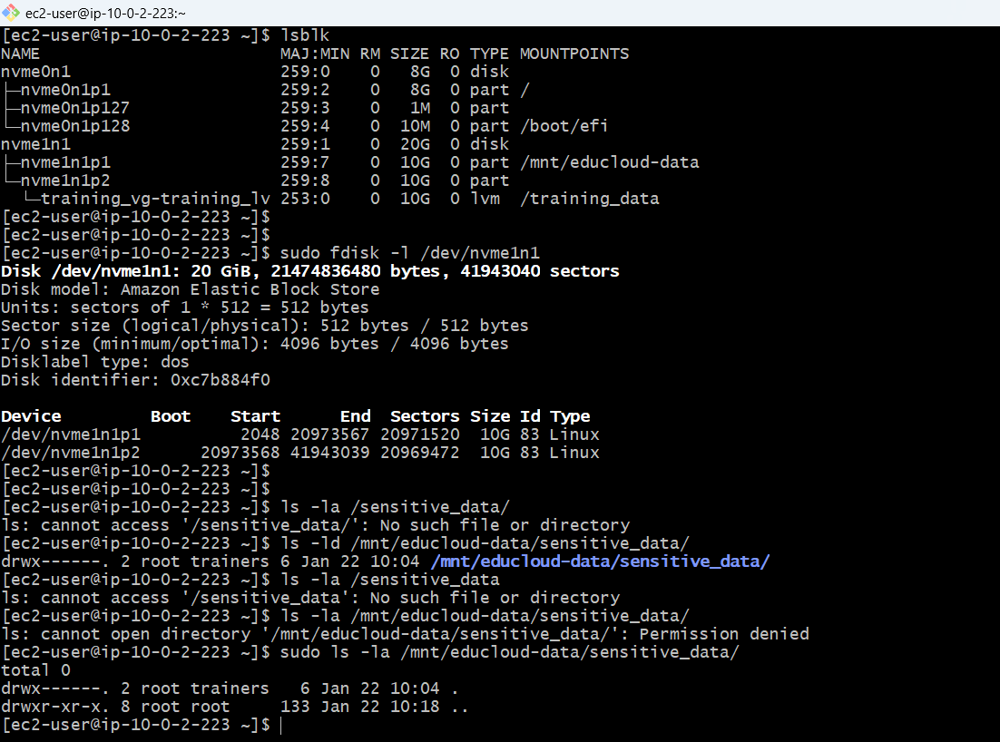 ec2-user@ip-10-0-2-223:~
[ec2-user@ip-10-0-2-223 ~]$ lsblk
NAME                        MAJ:MIN RM SIZE RO TYPE MOUNTPOINTS
nvme0n1                     259:0    0   8G  0 disk
├─nvme0n1p1                 259:2    0   8G  0 part /
├─nvme0n1p127               259:3    0   1M  0 part
└─nvme0n1p128               259:4    0  10M  0 part /boot/efi
nvme1n1                     259:1    0  20G  0 disk
├─nvme1n1p1                 259:7    0  10G  0 part /mnt/educloud-data
└─nvme1n1p2                 259:8    0  10G  0 part
  └─training_vg-training_lv 253:0    0  10G  0 lvm  /training_data
[ec2-user@ip-10-0-2-223 ~]$
[ec2-user@ip-10-0-2-223 ~]$
[ec2-user@ip-10-0-2-223 ~]$ sudo fdisk -l /dev/nvme1n1
Disk /dev/nvme1n1: 20 GiB, 21474836480 bytes, 41943040 sectors
Disk model: Amazon Elastic Block Store
Units: sectors of 1 * 512 = 512 bytes
Sector size (logical/physical): 512 bytes / 512 bytes
I/O size (minimum/optimal): 4096 bytes / 4096 bytes
Disklabel type: dos
Disk identifier: 0xc7b884f0
Device         Boot    Start      End  Sectors Size Id Type
/dev/nvme1n1p1          2048 20973567 20971520  10G 83 Linux
/dev/nvme1n1p2      20973568 41943039 20969472  10G 83 Linux
[ec2-user@ip-10-0-2-223 ~]$
[ec2-user@ip-10-0-2-223 ~]$
[ec2-user@ip-10-0-2-223 ~]$ ls -la /sensitive_data/
ls: cannot access '/sensitive_data/': No such file or directory
[ec2-user@ip-10-0-2-223 ~]$ ls -ld /mnt/educloud-data/sensitive_data/
drwx------. 2 root trainers 6 Jan 22 10:04 /mnt/educloud-data/sensitive_data/
[ec2-user@ip-10-0-2-223 ~]$ ls -la /sensitive_data
ls: cannot access '/sensitive_data': No such file or directory
[ec2-user@ip-10-0-2-223 ~]$ ls -la /mnt/educloud-data/sensitive_data/
ls: cannot open directory '/mnt/educloud-data/sensitive_data/': Permission denied
[ec2-user@ip-10-0-2-223 ~]$ sudo ls -la /mnt/educloud-data/sensitive_data/
total 0
drwx------. 2 root trainers   6 Jan 22 10:04 .
drwxr-xr-x. 8 root root     133 Jan 22 10:18 ..
[ec2-user@ip-10-0-2-223 ~]$